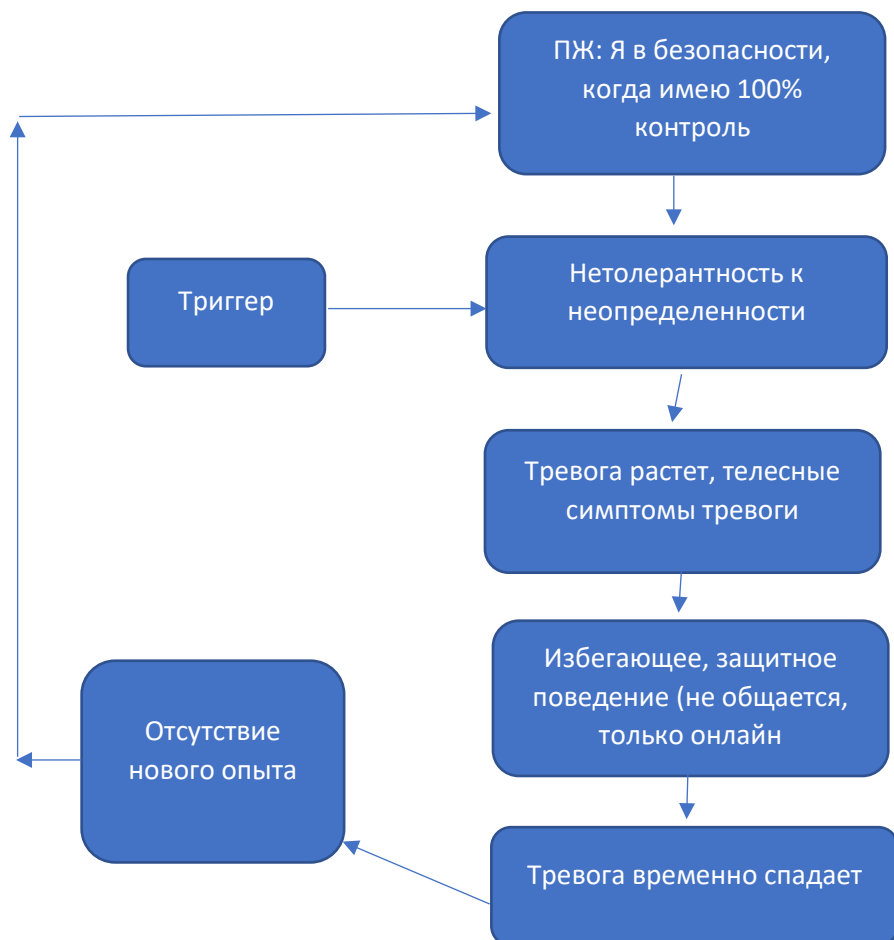 ПЖ: Я в безопасности,
когда имею 100%
контроль
Триггер
Нетолерантность к
неопределенности
Тревога растет, телесные
симптомы тревоги
Избегающее, защитное
поведение (не общается,
только онлайн
Отсутствие
нового опыта
Тревога временно спадает